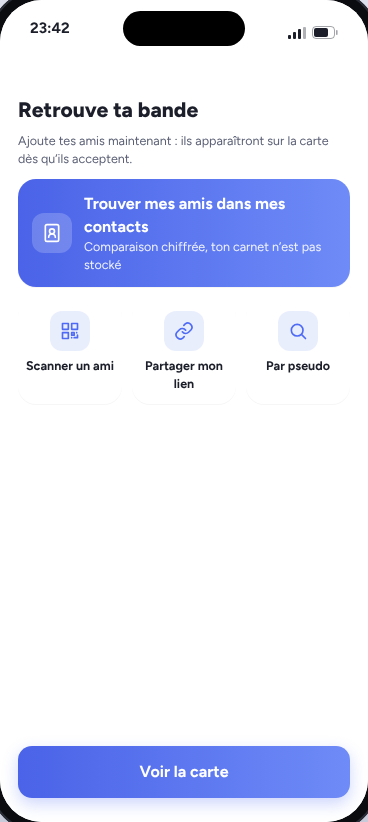 23:42
Retrouve ta bande
Ajoute tes amis maintenant : ils apparaîtront sur la carte
dès qu'ils acceptent.
Trouver mes amis dans mes
contacts
Comparaison chiffrée, ton carnet n'est pas
stocké
Scanner un ami
Partager mon
lien
Par pseudo
Voir la carte